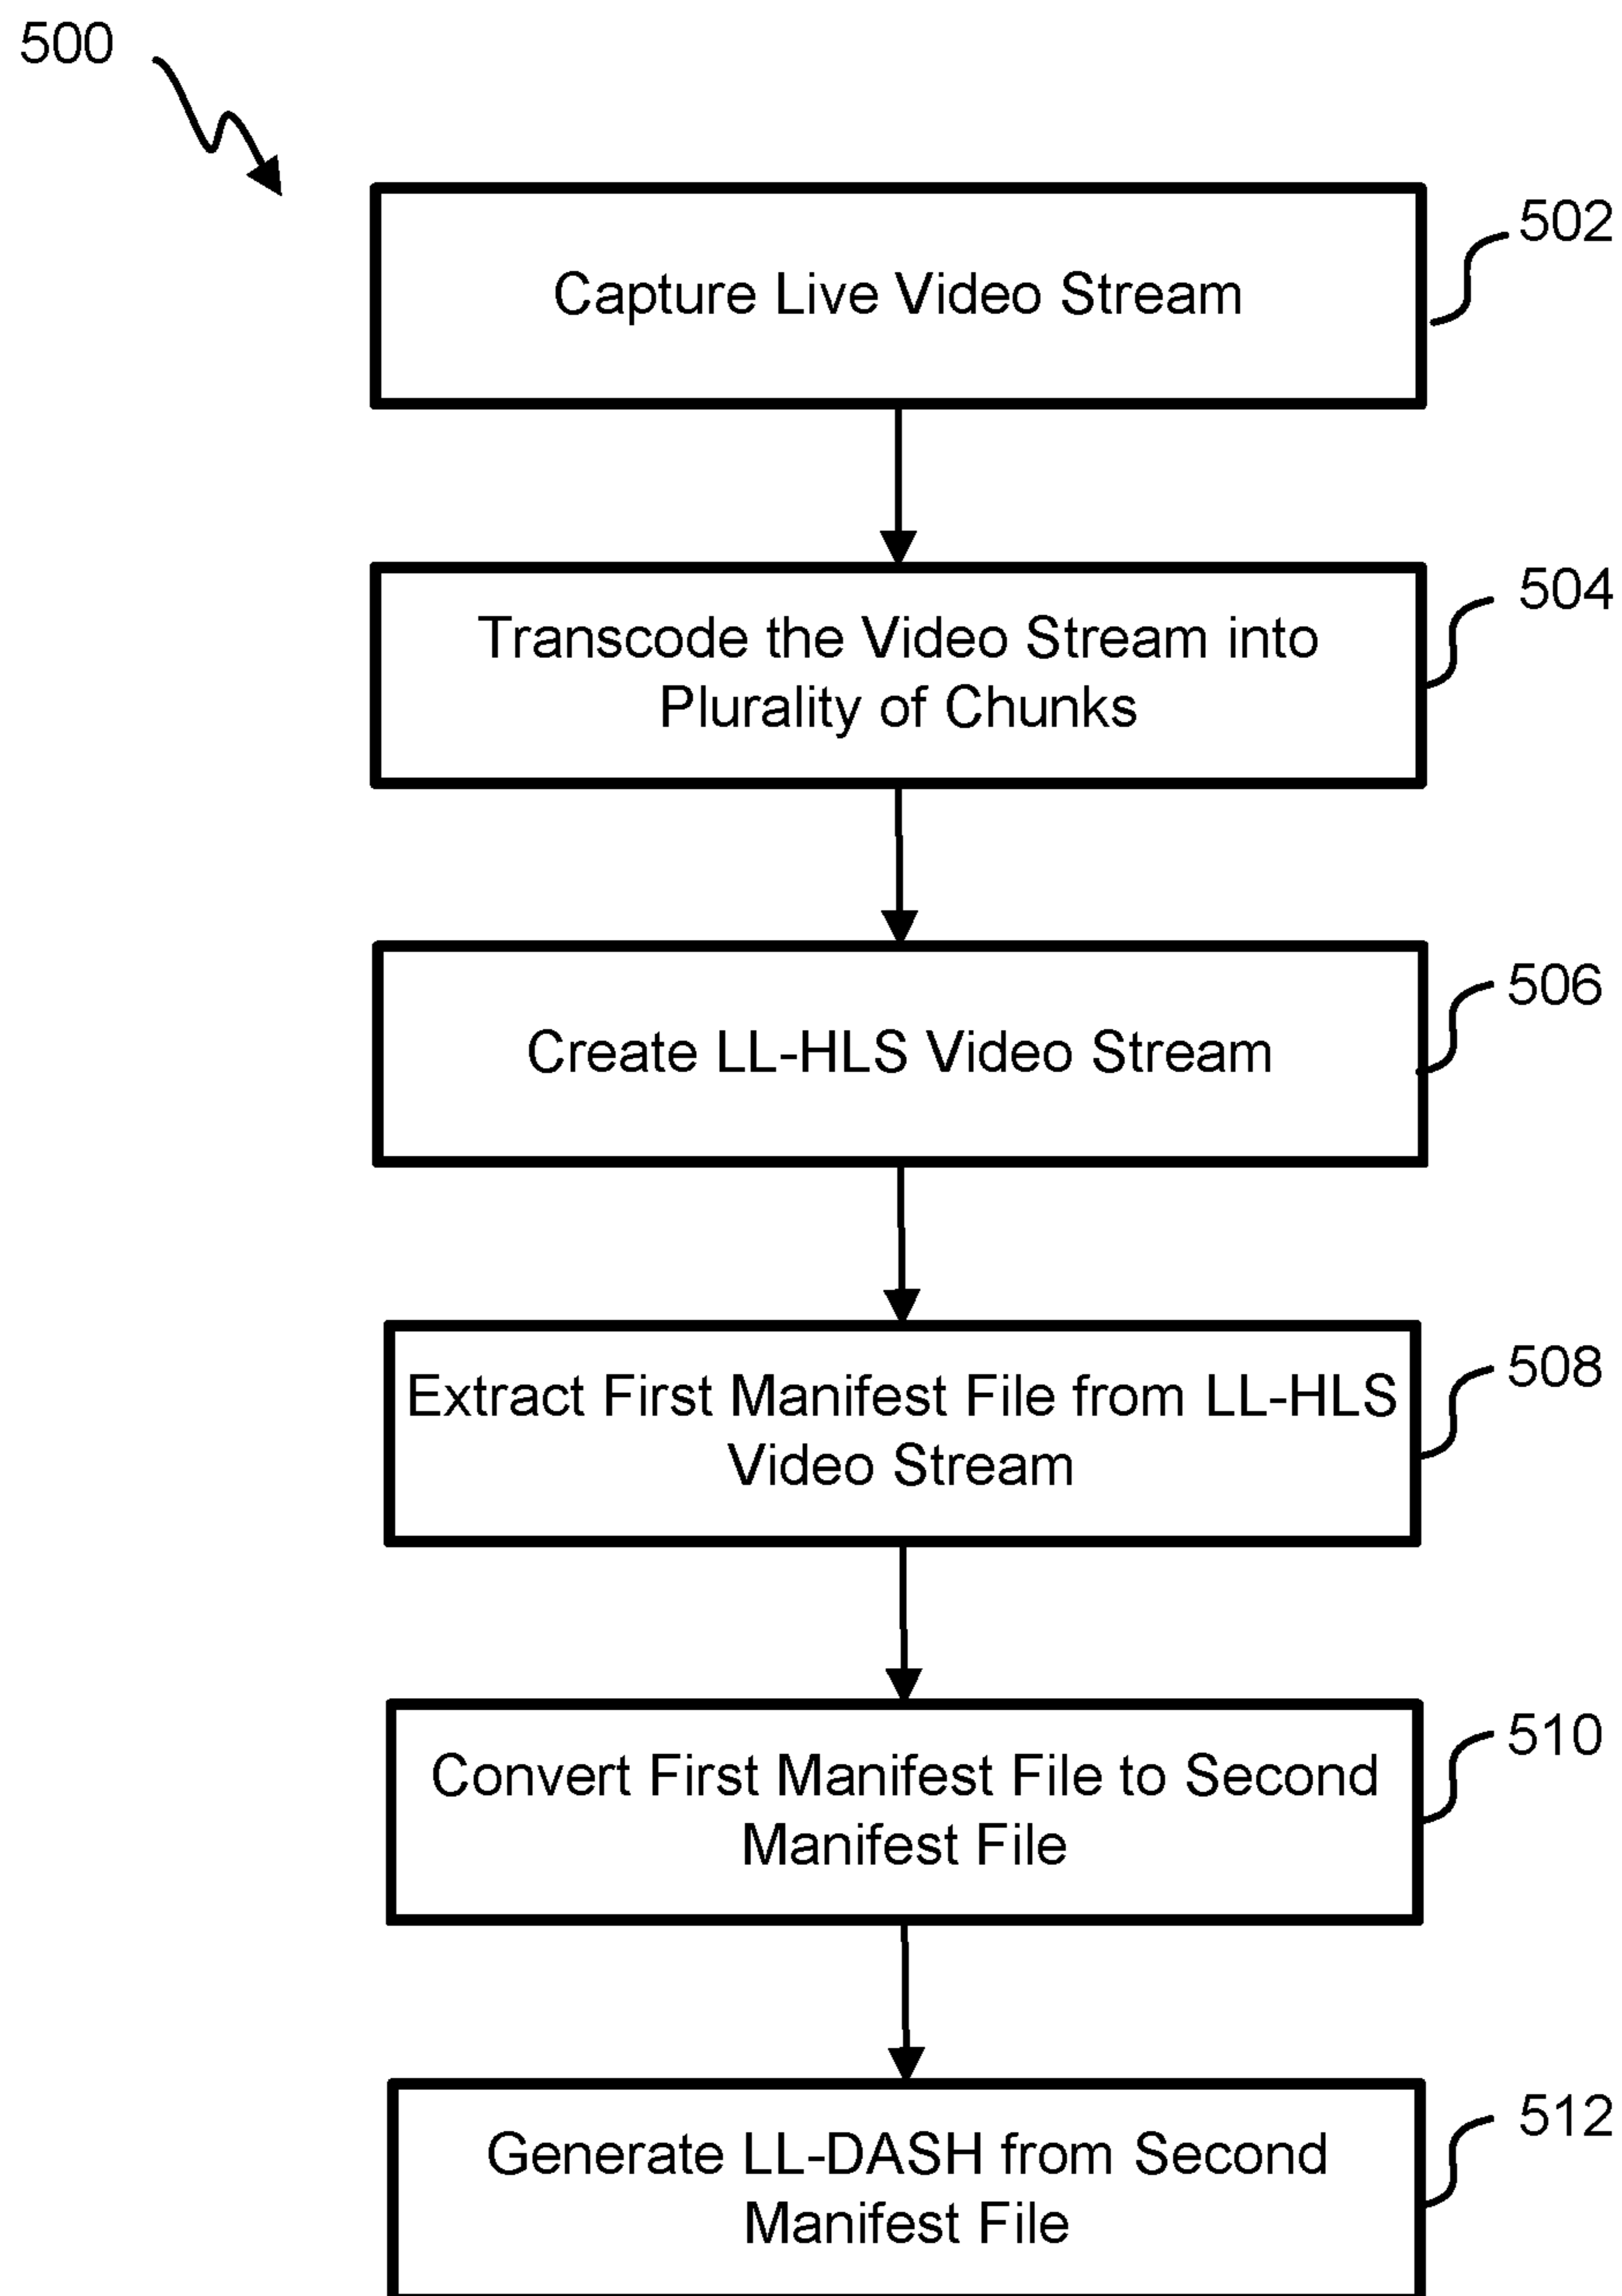 500
502
Capture Live Video Stream
504
Transcode the Video Stream into
Plurality of Chunks
506
Create LL-HLS Video Stream
508
Extract First Manifest File from LL-HLS
Video Stream
510
Convert First Manifest File to Second
Manifest File
512
Generate LL-DASH from Second
Manifest File